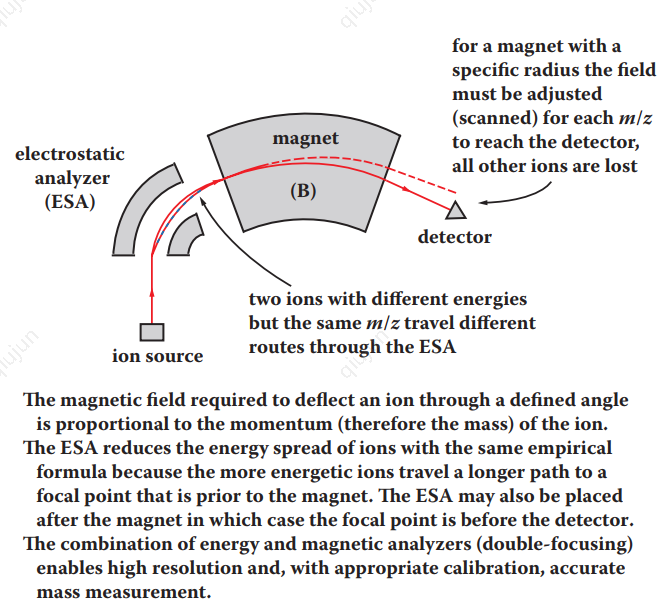 for a magnet with a
specific radius the field
must be adjusted
(scanned) for each m/z
to reach the detector,
all other ions are lost
electrostatic
analyzer
(ESA)
magnet
(B)
detector
two ions with different energies
but the same m/z travel different
routes through the ESA
ion source
The magnetic field required to deflect an ion through a defined angle
is proportional to the momentum (therefore the mass) of the ion.
The ESA reduces the energy spread of ions with the same empirical
formula because the more energetic ions travel a longer path to a
focal point that is prior to the magnet. The ESA may also be placed
after the magnet in which case the focal point is before the detector.
The combination of energy and magnetic analyzers (double-focusing)
enables high resolution and, with appropriate calibration, accurate
mass measurement.
qiujun
qiujun
qiujun
qiujun